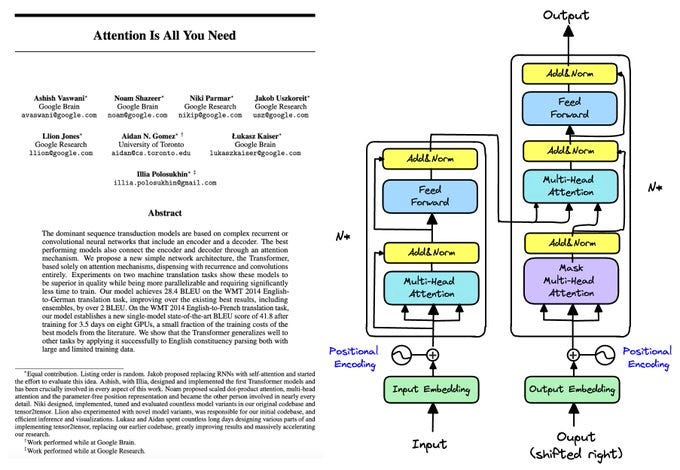 Attention Is All You Need
Ashish Vaswani*
Google Brain
avaswani@google.com
Noam Shazeer*
Google Brain
noam@google.com
Niki Parmar*
Google Research
nikip@google.com
Jakob Uszkoreit*
Google Research
usz@google.com
Llion Jones*
Google Research
llion@google.com
Aidan N. Gomez* †
University of Toronto
aidan@cs.toronto.edu
Łukasz Kaiser*
Google Brain
lukaszkaiser@google.com
Illia Polosukhin* ‡
illia.polosukhin@gmail.com
Abstract
The dominant sequence transduction models are based on complex recurrent or
convolutional neural networks that include an encoder and a decoder. The best
performing models also connect the encoder and decoder through an attention
mechanism. We propose a new simple network architecture, the Transformer,
based solely on attention mechanisms, dispensing with recurrence and convolutions
entirely. Experiments on two machine translation tasks show these models to
be superior in quality while being more parallelizable and requiring significantly
less time to train. Our model achieves 28.4 BLEU on the WMT 2014 English-
to-German translation task, improving over the existing best results, including
ensembles, by over 2 BLEU. On the WMT 2014 English-to-French translation task,
our model establishes a new single-model state-of-the-art BLEU score of 41.8 after
training for 3.5 days on eight GPUs, a small fraction of the training costs of the
best models from the literature. We show that the Transformer generalizes well to
other tasks by applying it successfully to English constituency parsing both with
large and limited training data.
*Equal contribution. Listing order is random. Jakob proposed replacing RNNs with self-attention and started
the effort to evaluate this idea. Ashish, with Illia, designed and implemented the first Transformer models and
has been crucially involved in every aspect of this work. Noam proposed scaled dot-product attention, multi-head
attention and the parameter-free position representation and became the other person involved in nearly every
detail. Niki designed, implemented, tuned and evaluated countless model variants in our original codebase and
tensor2tensor. Llion also experimented with novel model variants, was responsible for our initial codebase, and
efficient inference and visualizations. Lukasz and Aidan spent countless long days designing various parts of and
implementing tensor2tensor, replacing our earlier codebase, greatly improving results and massively accelerating
our research.
†Work performed while at Google Brain.
‡Work performed while at Google Research.
Output
Add&Norm
Feed
Forward
Add&Norm
Multi-Head
Attention
N*
Add&Norm
Mask
Multi-Head
Attention
Positional
Encoding
Output Embedding
Ouput
(shifted right)
Add&Norm
Feed
Forward
N*
Add&Norm
Multi-Head
Attention
Positional
Encoding
Input Embedding
Input